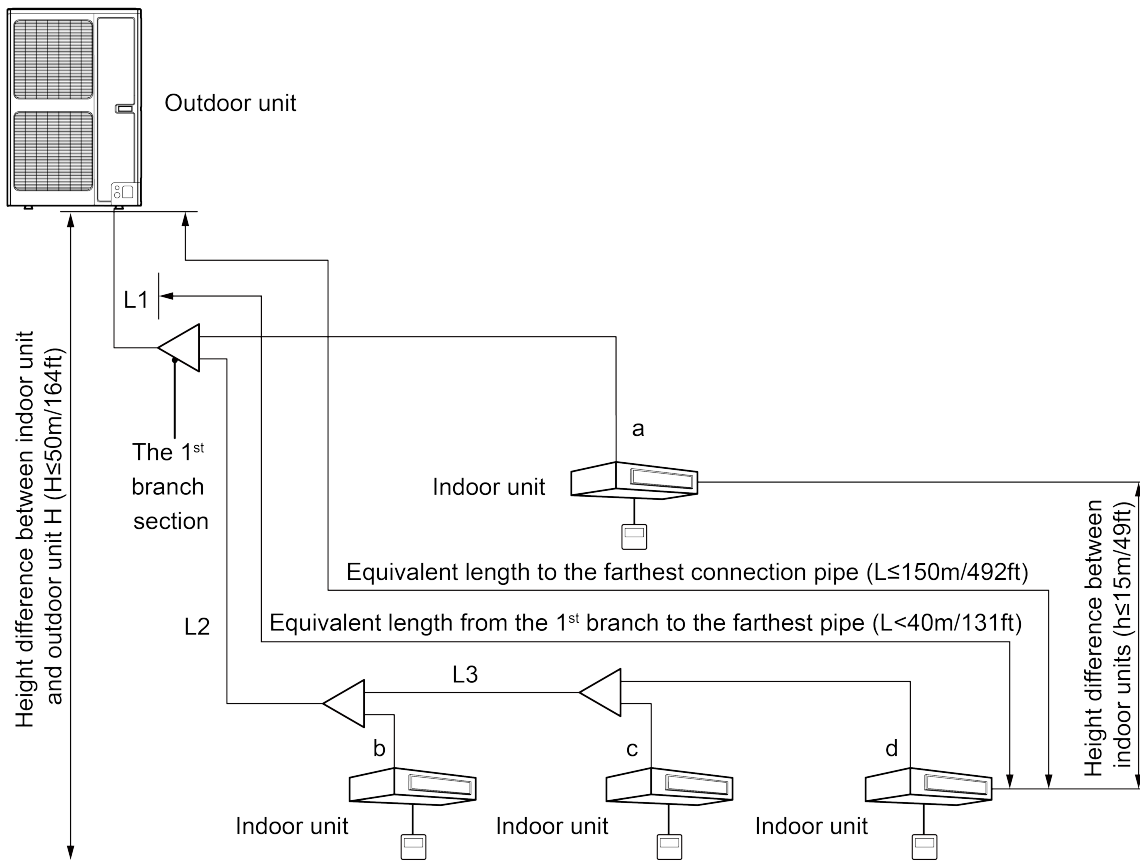 Outdoor unit
L1
The 1st
branch
section
Height difference between indoor unit
and outdoor unit H (H≤50m/164ft)
a
Indoor unit
Equivalent length to the farthest connection pipe (L≤150m/492ft)
Equivalent length from the 1st branch to the farthest pipe (L<40m/131ft)
Height difference between
indoor units (h≤15m/49ft)
L2
L3
b
c
d
Indoor unit
Indoor unit
Indoor unit